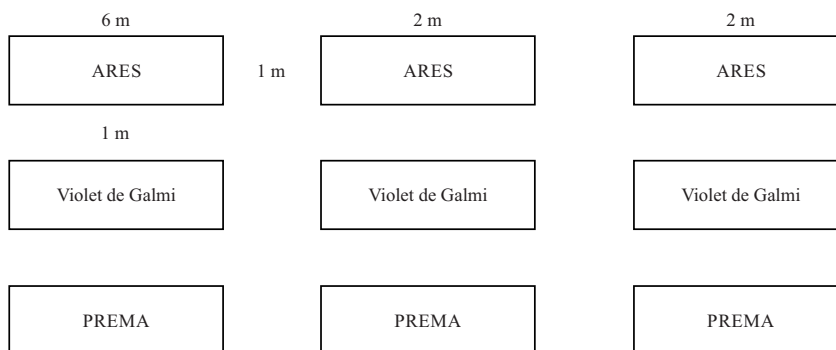 6 m 2 m 2 m
ARES 1 m ARES ARES
1 m
Violet de Galmi Violet de Galmi Violet de Galmi
PREMA PREMA PREMA